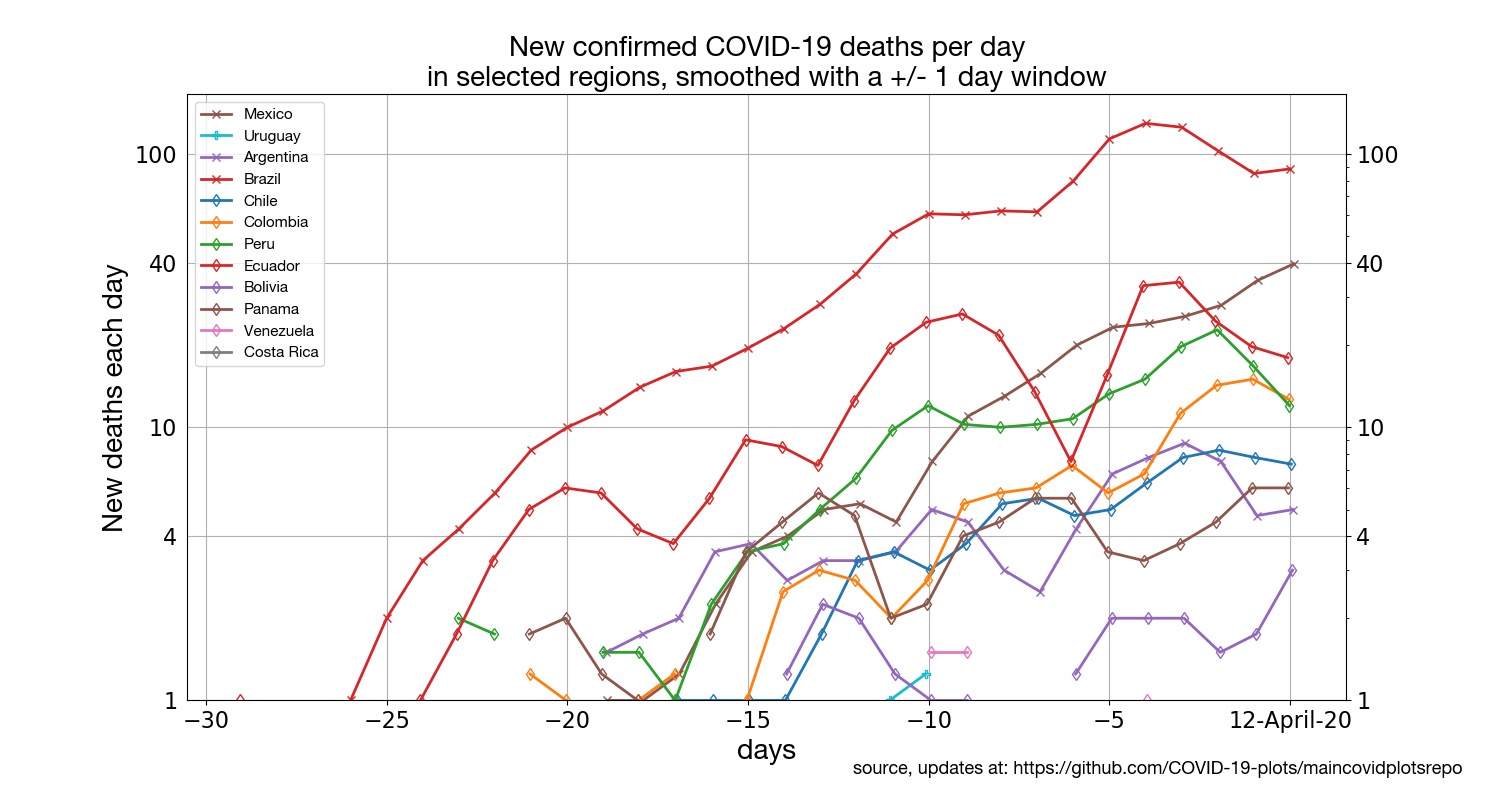 New confirmed COVID-19 deaths per day
in selected regions, smoothed with a +/- 1 day window
Mexico
Uruguay
Argentina
Brazil
Chile
Colombia
Peru
Ecuador
Bolivia
Panama
Venezuela
Costa Rica
New deaths each day
100
40
10
4
1
100
40
10
4
1
−30
−25
−20
−15
−10
−5
12-April-20
days
source, updates at: https://github.com/COVID-19-plots/maincovidplotsrepo